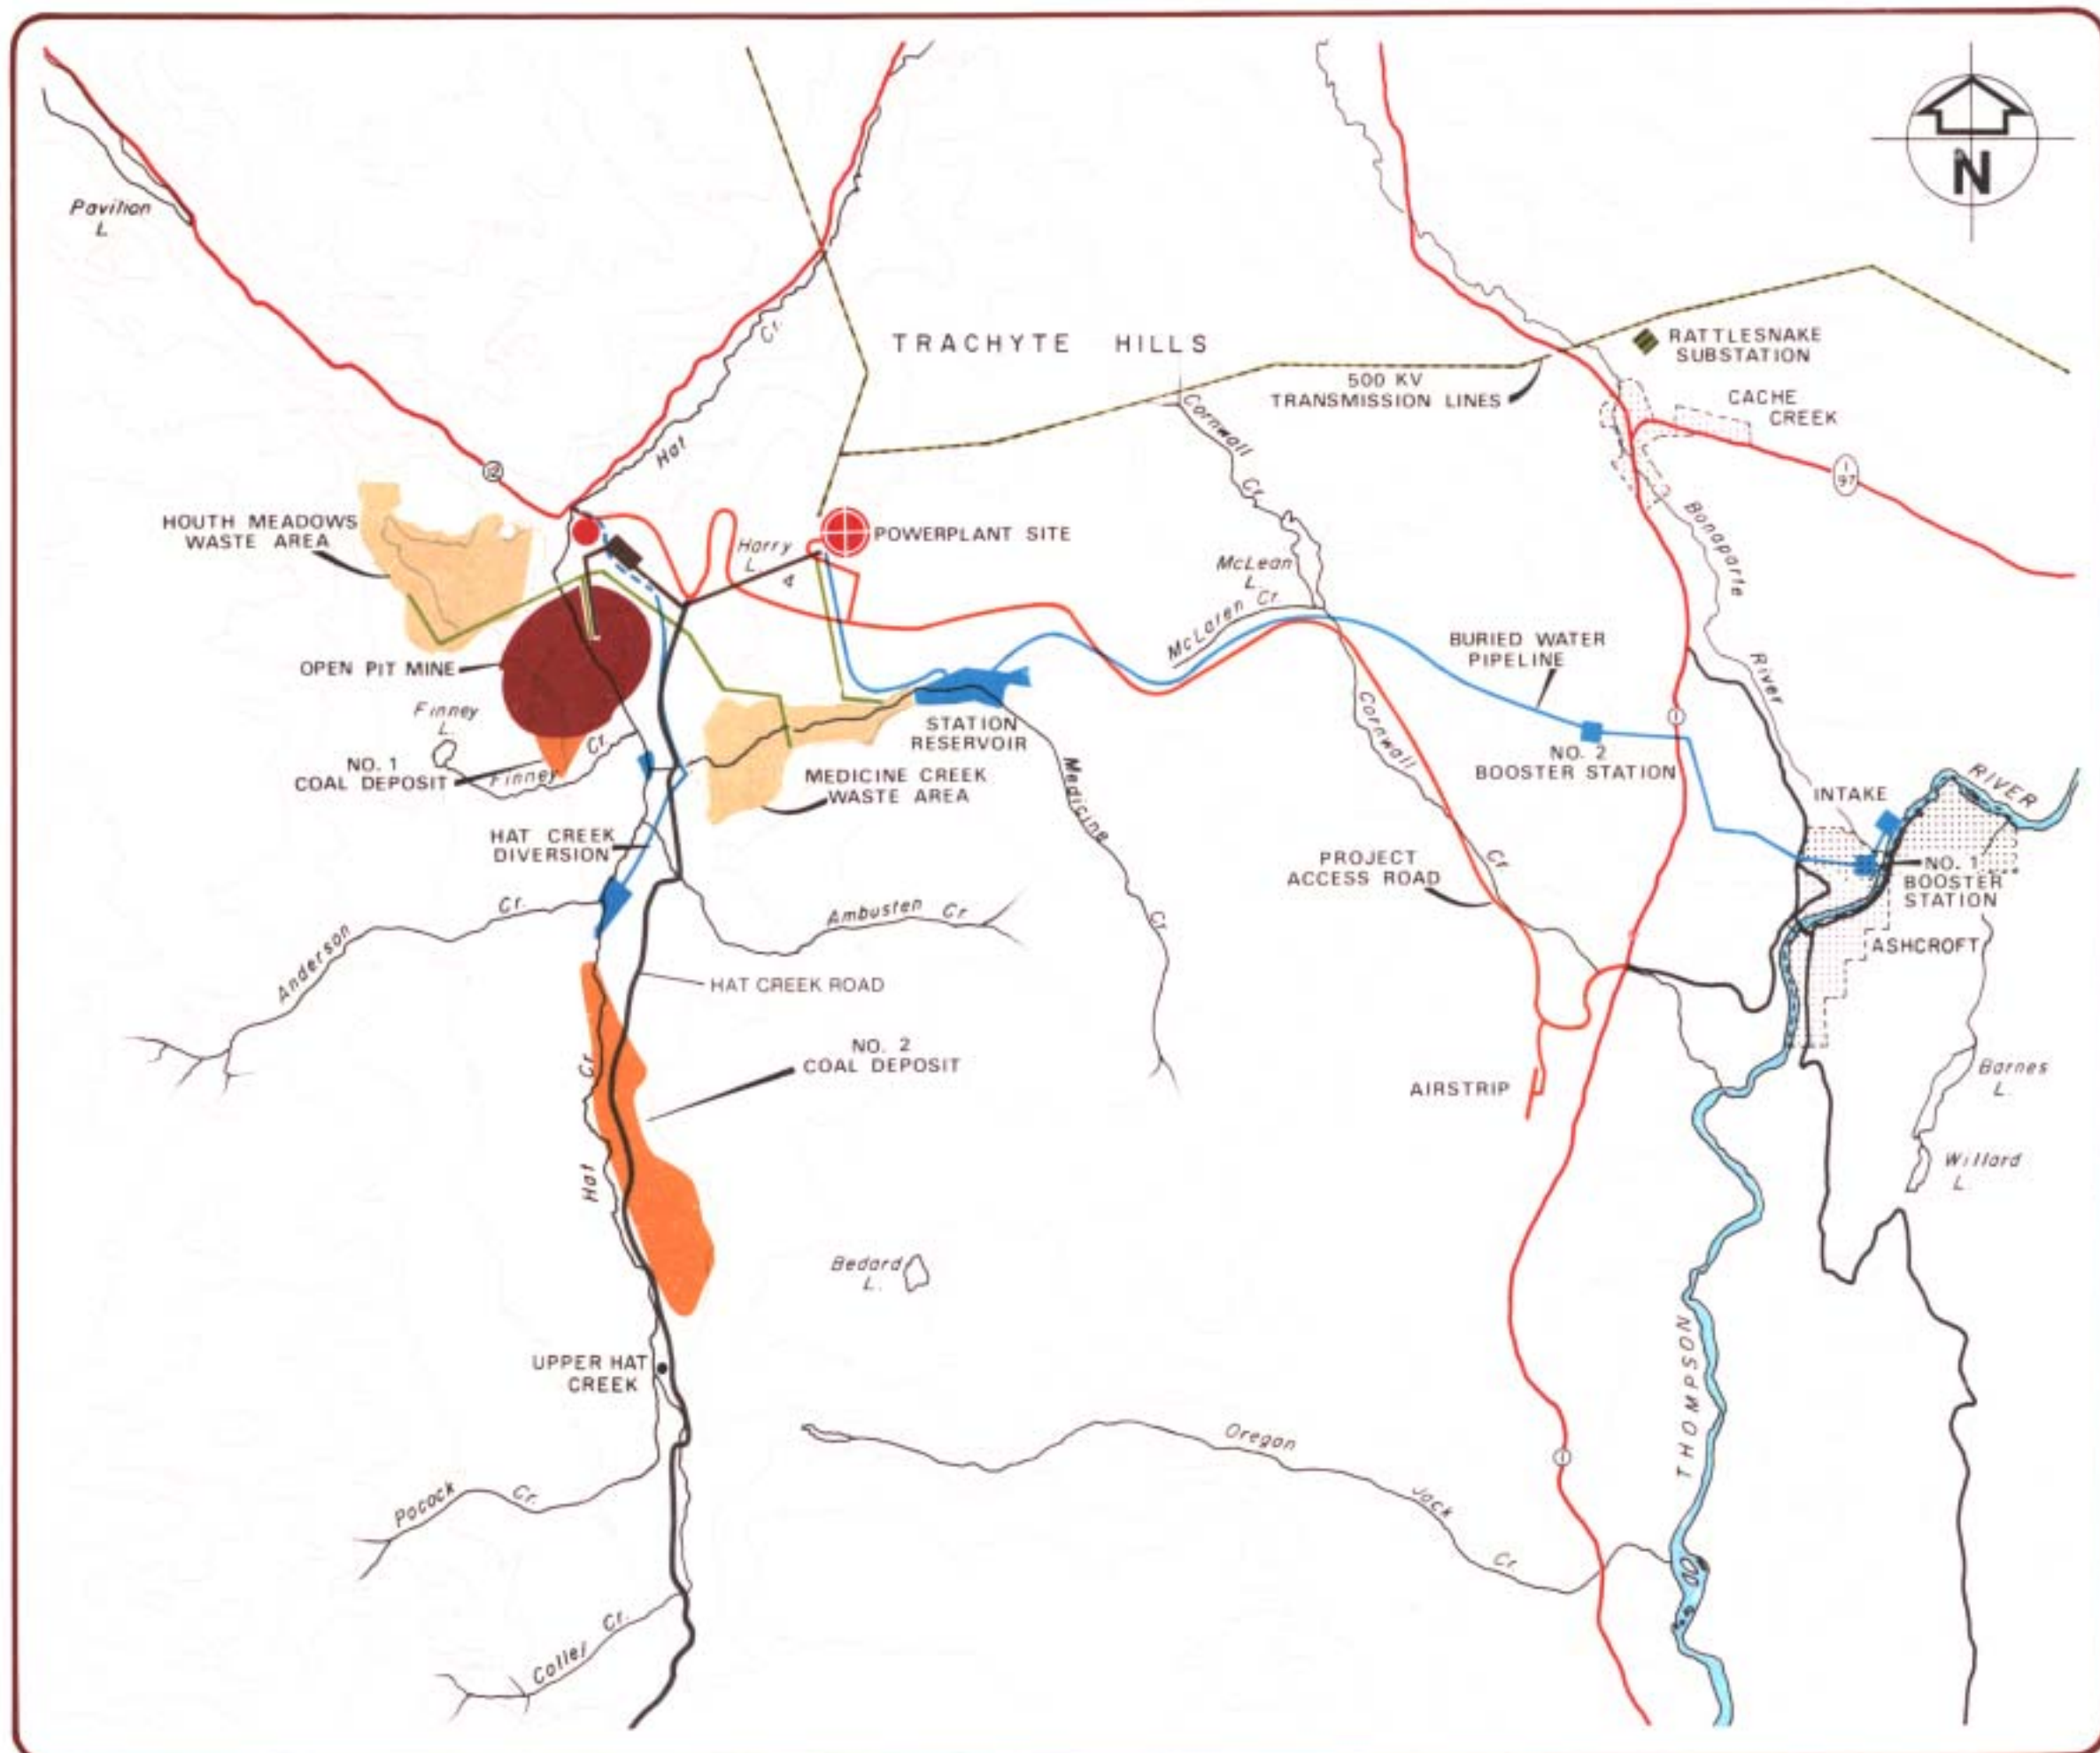 N
Pavilion
L.
TRACHYTE HILLS
RATTLESNAKE
SUBSTATION
500 KV
TRANSMISSION LINES
CACHE
CREEK
Hat
Cr.
Cornwall
Cr.
12
1
97
HOUTH MEADOWS
WASTE AREA
POWERPLANT SITE
Harry
L.
McLean
L.
McLaren Cr.
Bonaparte
River
BURIED WATER
PIPELINE
OPEN PIT MINE
Finney
L.
NO. 1
COAL DEPOSIT
Finney
Cr.
STATION
RESERVOIR
MEDICINE CREEK
WASTE AREA
Medicine
Cr.
Cornwall
Cr.
1
NO. 2
BOOSTER STATION
INTAKE
RIVER
HAT CREEK
DIVERSION
PROJECT
ACCESS ROAD
NO. 1
BOOSTER
STATION
ASHCROFT
Anderson
Cr.
Ambusten Cr.
HAT CREEK ROAD
NO. 2
COAL DEPOSIT
Hat
Cr.
AIRSTRIP
Barnes
L.
Willard
L.
Bedard
L.
THOMPSON
UPPER HAT
CREEK
Oregon
Jack
Cr.
1
Pocock
Cr.
Colley
Cr.